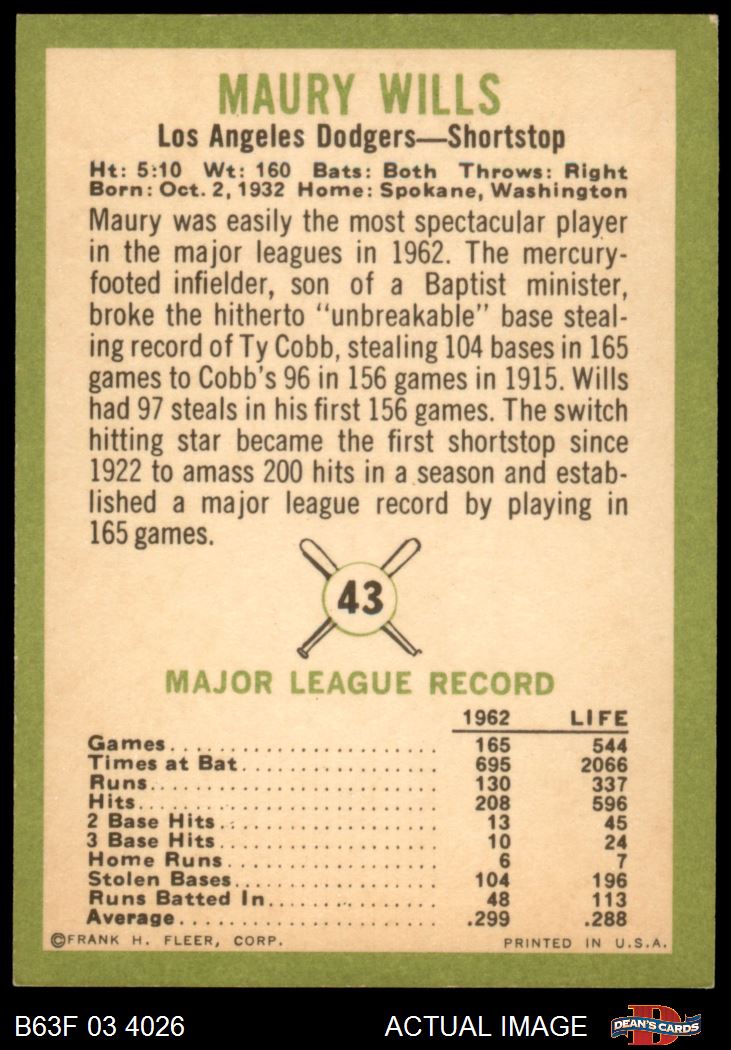 MAURY WILLS
Los Angeles Dodgers—Shortstop
Ht: 5:10 Wt: 160 Bats: Both Throws: Right
Born: Oct. 2, 1932 Home: Spokane, Washington
Maury was easily the most spectacular player
in the major leagues in 1962. The mercury-
footed infielder, son of a Baptist minister,
broke the hitherto "unbreakable" base steal-
ing record of Ty Cobb, stealing 104 bases in 165
games to Cobb's 96 in 156 games in 1915. Wills
had 97 steals in his first 156 games. The switch
hitting star became the first shortstop since
1922 to amass 200 hits in a season and estab-
lished a major league record by playing in
165 games.
43
MAJOR LEAGUE RECORD
1962 LIFE
Games........................ 165 544
Times at Bat................. 695 2066
Runs......................... 130 337
Hits......................... 208 596
2 Base Hits.................. 13 45
3 Base Hits.................. 10 24
Home Runs.................... 6 7
Stolen Bases................. 104 196
Runs Batted In............... 48 113
Average...................... .299 .288
©FRANK H. FLEER, CORP. PRINTED IN U.S.A.
B63F 03 4026 ACTUAL IMAGE D DEAN'S CARDS